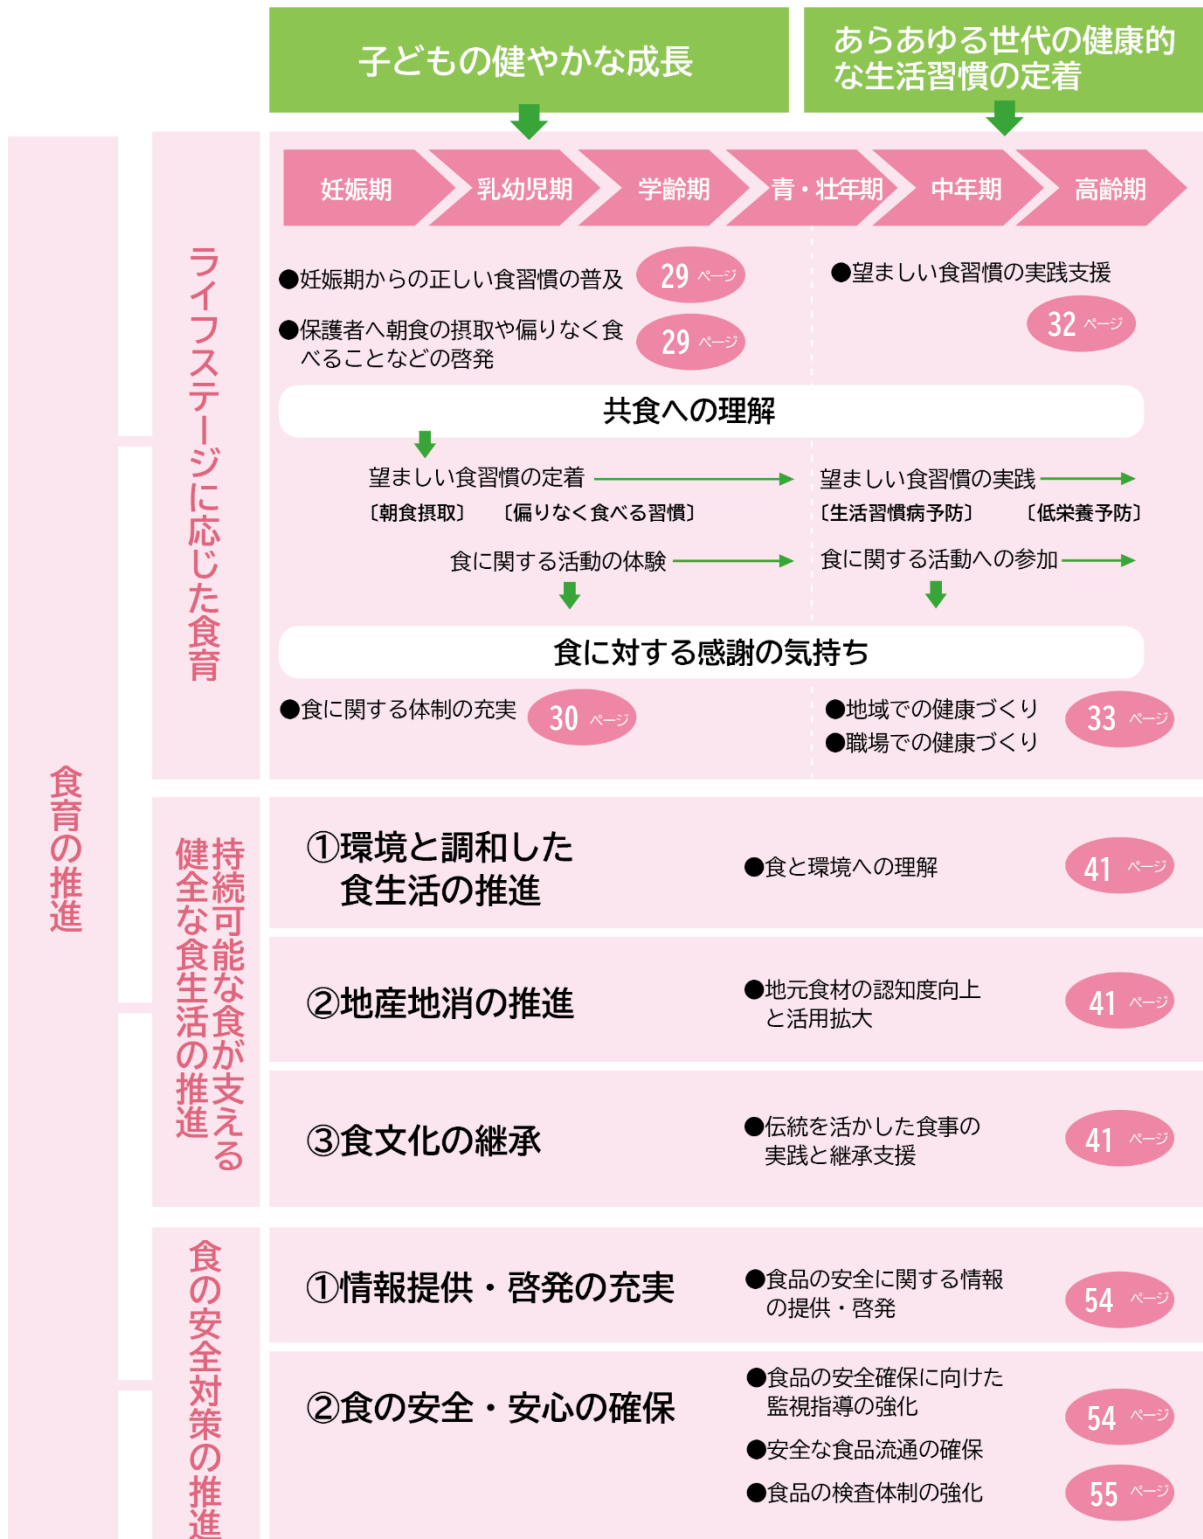 子どもの健やかな成長
あらあゆる世代の健康的
な生活習慣の定着
食育の推進
ライフステージに応じた食育
妊娠期
乳幼児期
学齢期
青・壮年期
中年期
高齢期
●妊娠期からの正しい食習慣の普及
29 ページ
●保護者へ朝食の摂取や偏りなく食
べることなどの啓発
29 ページ
●望ましい食習慣の実践支援
32 ページ
共食への理解
望ましい食習慣の定着
〔朝食摂取〕 〔偏りなく食べる習慣〕
食に関する活動の体験
望ましい食習慣の実践
〔生活習慣病予防〕 〔低栄養予防〕
食に関する活動への参加
食に対する感謝の気持ち
●食に関する体制の充実
30 ページ
●地域での健康づくり
●職場での健康づくり
33 ページ
持続可能な食が支える
健全な食生活の推進
①環境と調和した
食生活の推進
●食と環境への理解
41 ページ
②地産地消の推進
●地元食材の認知度向上
と活用拡大
41 ページ
③食文化の継承
●伝統を活かした食事の
実践と継承支援
41 ページ
食の安全対策の推進
①情報提供・啓発の充実
●食品の安全に関する情報
の提供・啓発
54 ページ
②食の安全・安心の確保
●食品の安全確保に向けた
監視指導の強化
54 ページ
●安全な食品流通の確保
●食品の検査体制の強化
55 ページ